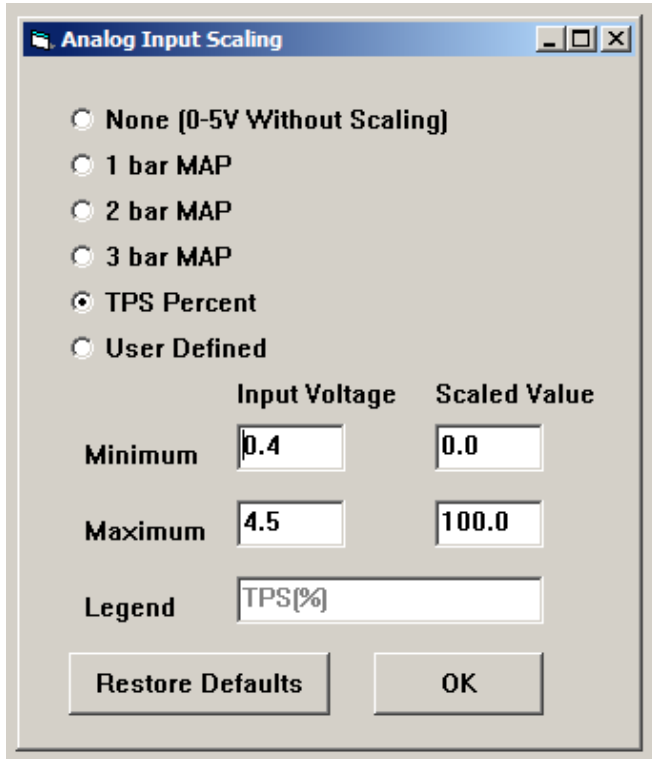 Analog Input Scaling
None (0-5V Without Scaling)
1 bar MAP
2 bar MAP
3 bar MAP
TPS Percent
User Defined
Input Voltage Scaled Value
Minimum 0.4 0.0
Maximum 4.5 100.0
Legend TPS(%)
Restore Defaults OK